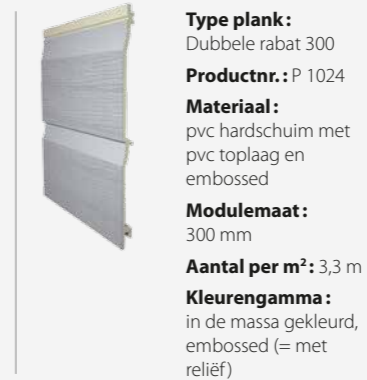 Type plank:
Dubbele rabat 300
Productnr.: P 1024
Materiaal:
pvc hardschuim met
pvc toplaag en
embossed
Modulemaat:
300 mm
Aantal per m²: 3,3 m
Kleurengamma:
in de massa gekleurd,
embossed (= met
reliëf)